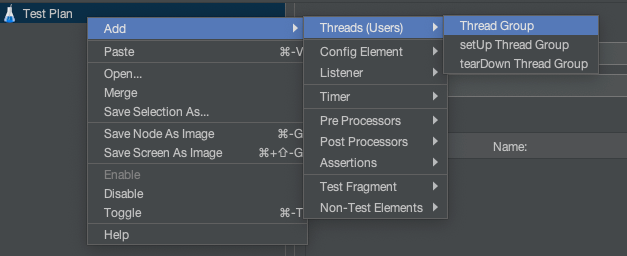 Test Plan
Add
Paste ⌘-V
Open...
Merge
Save Selection As...
Save Node As Image ⌘-G
Save Screen As Image ⌘+⇧-G
Enable
Disable
Toggle ⌘-T
Help
Threads (Users)
Config Element
Listener
Timer
Pre Processors
Post Processors
Assertions
Test Fragment
Non-Test Elements
Thread Group
setUp Thread Group
tearDown Thread Group
Name: